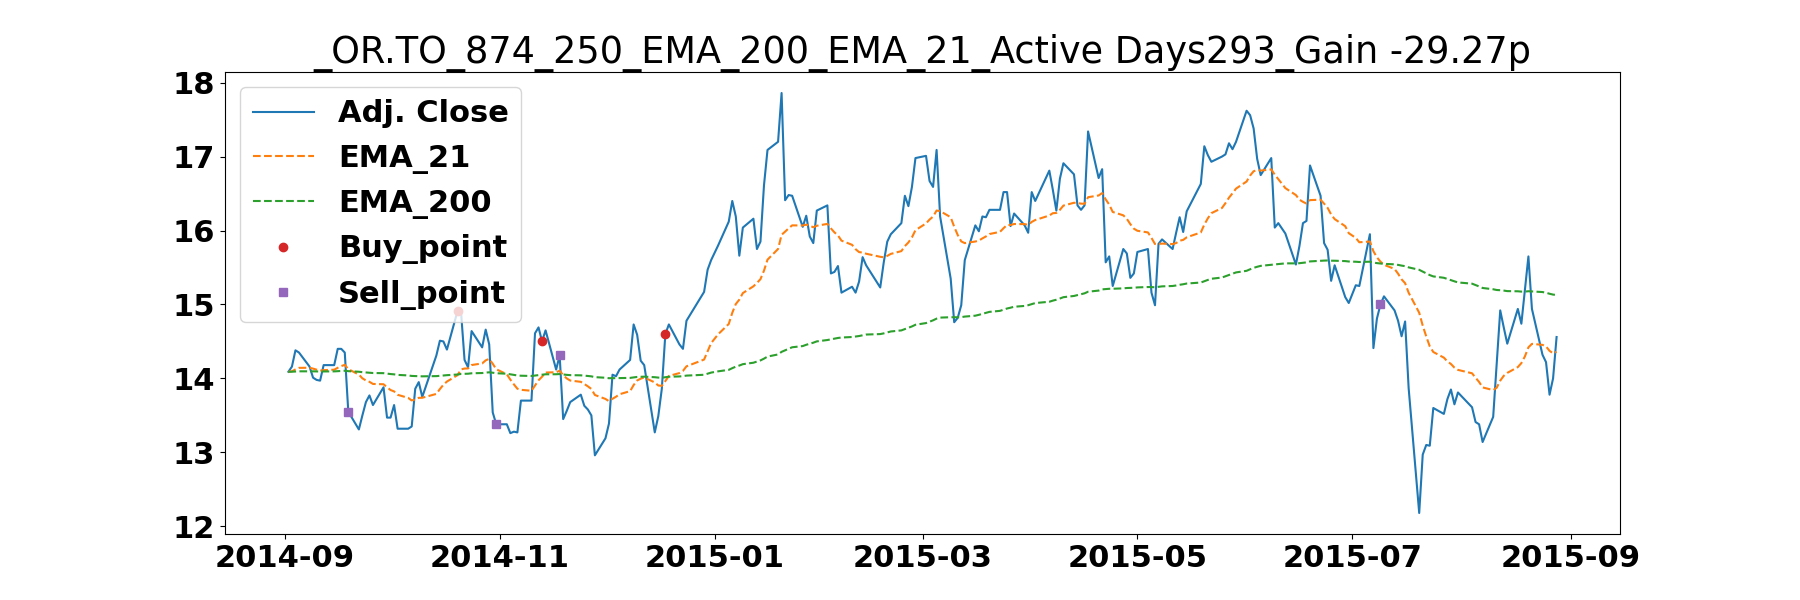 _OR.TO_874_250_EMA_200_EMA_21_Active Days293_Gain -29.27p
18
17
16
15
14
13
12
Adj. Close
EMA_21
EMA_200
Buy_point
Sell_point
2014-09 2014-11 2015-01 2015-03 2015-05 2015-07 2015-09